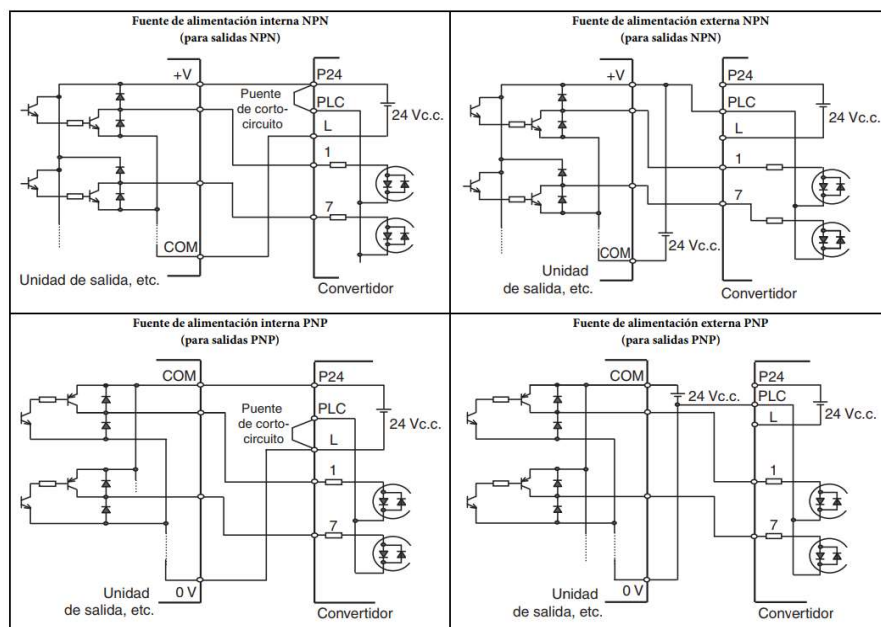 Fuente de alimentación interna NPN
(para salidas NPN)
+V
Puente
de corto-
circuito
P24
PLC
24 Vc.c.
L
1
7
COM
Unidad de salida, etc.
Convertidor
Fuente de alimentación externa NPN
(para salidas NPN)
+V
P24
PLC
24 Vc.c.
L
1
7
24 Vc.c.
COM
Unidad
de salida, etc.
Convertidor
Fuente de alimentación interna PNP
(para salidas PNP)
COM
P24
Puente
de corto-
circuito
PLC
24 Vc.c.
L
1
7
0 V
Unidad
de salida, etc.
Convertidor
Fuente de alimentación externa PNP
(para salidas PNP)
COM
P24
24 Vc.c.
PLC
24 Vc.c.
L
1
7
0 V
Unidad
de salida, etc.
Convertidor